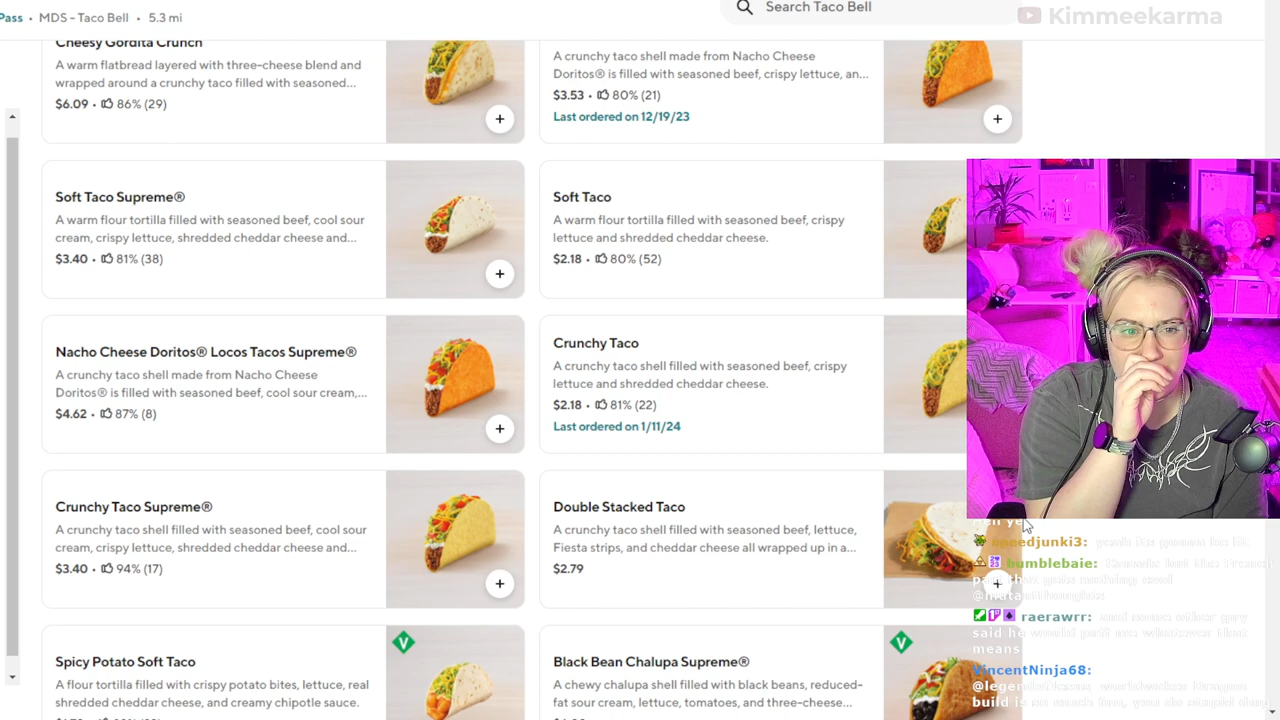 Pass • MDS - Taco Bell • 5.3 mi
Search Taco Bell
Kimmeekarma
Cheesy Gordita Crunch
A warm flatbread layered with three-cheese blend and
wrapped around a crunchy taco filled with seasoned...
$6.09 • 86% (29)
A crunchy taco shell made from Nacho Cheese
Doritos® is filled with seasoned beef, crispy lettuce, an...
$3.53 • 80% (21)
Last ordered on 12/19/23
Soft Taco Supreme®
A warm flour tortilla filled with seasoned beef, cool sour
cream, crispy lettuce, shredded cheddar cheese and...
$3.40 • 81% (38)
Soft Taco
A warm flour tortilla filled with seasoned beef, crispy
lettuce and shredded cheddar cheese.
$2.18 • 80% (52)
Nacho Cheese Doritos® Locos Tacos Supreme®
A crunchy taco shell made from Nacho Cheese
Doritos® is filled with seasoned beef, cool sour cream,...
$4.62 • 87% (8)
Crunchy Taco
A crunchy taco shell filled with seasoned beef, crispy
lettuce and shredded cheddar cheese.
$2.18 • 81% (22)
Last ordered on 1/11/24
Crunchy Taco Supreme®
A crunchy taco shell filled with seasoned beef, cool sour
cream, crispy lettuce, shredded cheddar cheese and...
$3.40 • 94% (17)
Double Stacked Taco
A crunchy taco shell filled with seasoned beef, lettuce,
Fiesta strips, and cheddar cheese all wrapped up in a...
$2.79
Spicy Potato Soft Taco
A flour tortilla filled with crispy potato bites, lettuce, real
cheddar cheese, and creamy chipotle sauce.
V
Black Bean Chalupa Supreme®
A chewy chalupa shell filled with black beans, reduced-
fat sour cream, lettuce, tomatoes, and three-cheese...
V
bumblebaie:
raerawrr: and some other guy
said he would pull me whatever that
means
VincentNinja68: